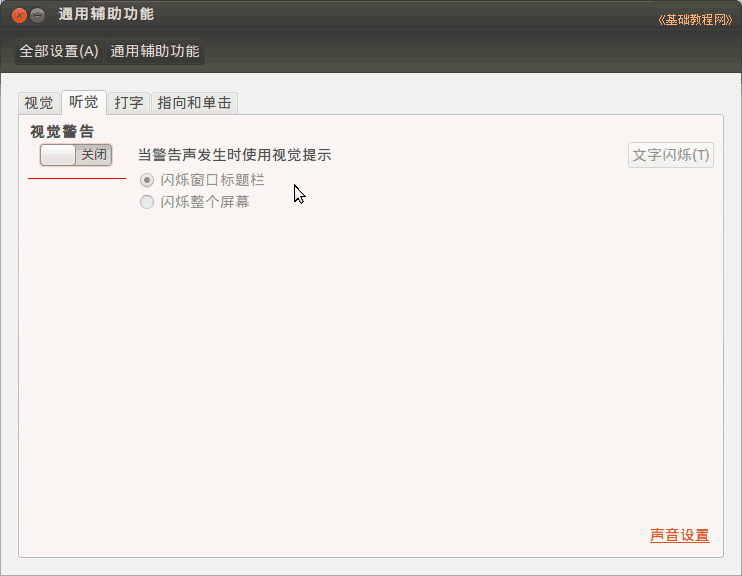 通用辅助功能
《基础教程网》
全部设置(A) 通用辅助功能
视觉 听觉 打字 指向和单击
视觉警告
关闭 当警告声发生时使用视觉提示 文字闪烁(T)
闪烁窗口标题栏
闪烁整个屏幕
声音设置